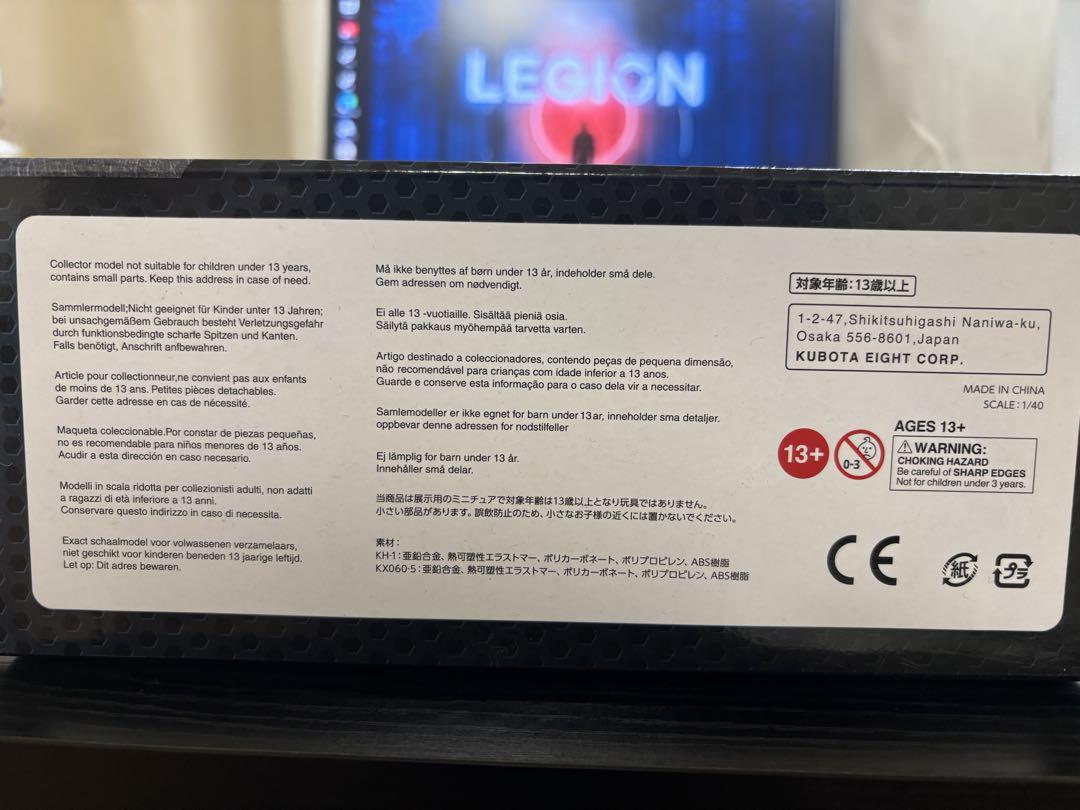 LEGION
Collector model not suitable for children under 13 years,
contains small parts. Keep this address in case of need.
Sammlermodell;Nicht geeignet für Kinder unter 13 Jahren;
bei unsachgemäßem Gebrauch besteht Verletzungsgefahr
durch funktionsbedingte scharfe Spitzen und Kanten.
Falls benötigt, Anschrift anfbewahren.
Article pour collectionneur,ne convient pas aux enfants
de moins de 13 ans. Petites pièces detachables.
Garder cette adresse en cas de nécessité.
Maqueta coleccionable.Por constar de piezas pequeñas,
no es recomendable para niños menores de 13 años.
Acudir a esta dirección en caso necesario.
Modelli in scala ridotta per collezionisti adulti, non adatti
a ragazzi di età inferiore a 13 anni.
Conservare questo indirizzo in caso di necessita.
Exact schaalmodel voor volwassenen verzamelaars,
niet geschikt voor kinderen beneden 13 jaarige leftijd.
Let op: Dit adres bewaren.
Må ikke benyttes af børn under 13 år, indeholder små dele.
Gem adressen om nødvendigt.
Ei alle 13 -vuotiaille. Sisältää pieniä osia.
Säilytä pakkaus myöhempää tarvetta varten.
Artigo destinado a coleccionadores, contendo peças de pequena dimensão,
não recomendável para crianças com idade inferior a 13 anos.
Guarde e conserve esta informação para o caso dela vir a necessitar.
Samlemodeller er ikke egnet for barn under 13 ar, inneholder sma detaljer.
oppbevar denne adressen for nodstilfeller
Ej lämplig for barn under 13 år.
Innehåller små delar.
当商品は展示用のミニチュアで対象年齢は13歳以上となり玩具ではありません。
小さい部品があります。誤飲防止のため、小さなお子様の近くには置かないでください。
素材：
KH-1：亜鉛合金、熱可塑性エラストマー、ポリカーボネート、ポリプロピレン、ABS樹脂
KX060-5：亜鉛合金、熱可塑性エラストマー、ポリカーボネート、ポリプロピレン、ABS樹脂
対象年齢：13歳以上
1-2-47,Shikitsuhigashi Naniwa-ku,
Osaka 556-8601,Japan
KUBOTA EIGHT CORP.
MADE IN CHINA
SCALE：1/40
13+
0-3
AGES 13+
WARNING:
CHOKING HAZARD
Be careful of SHARP EDGES
Not for children under 3 years.
CE
紙
プラ